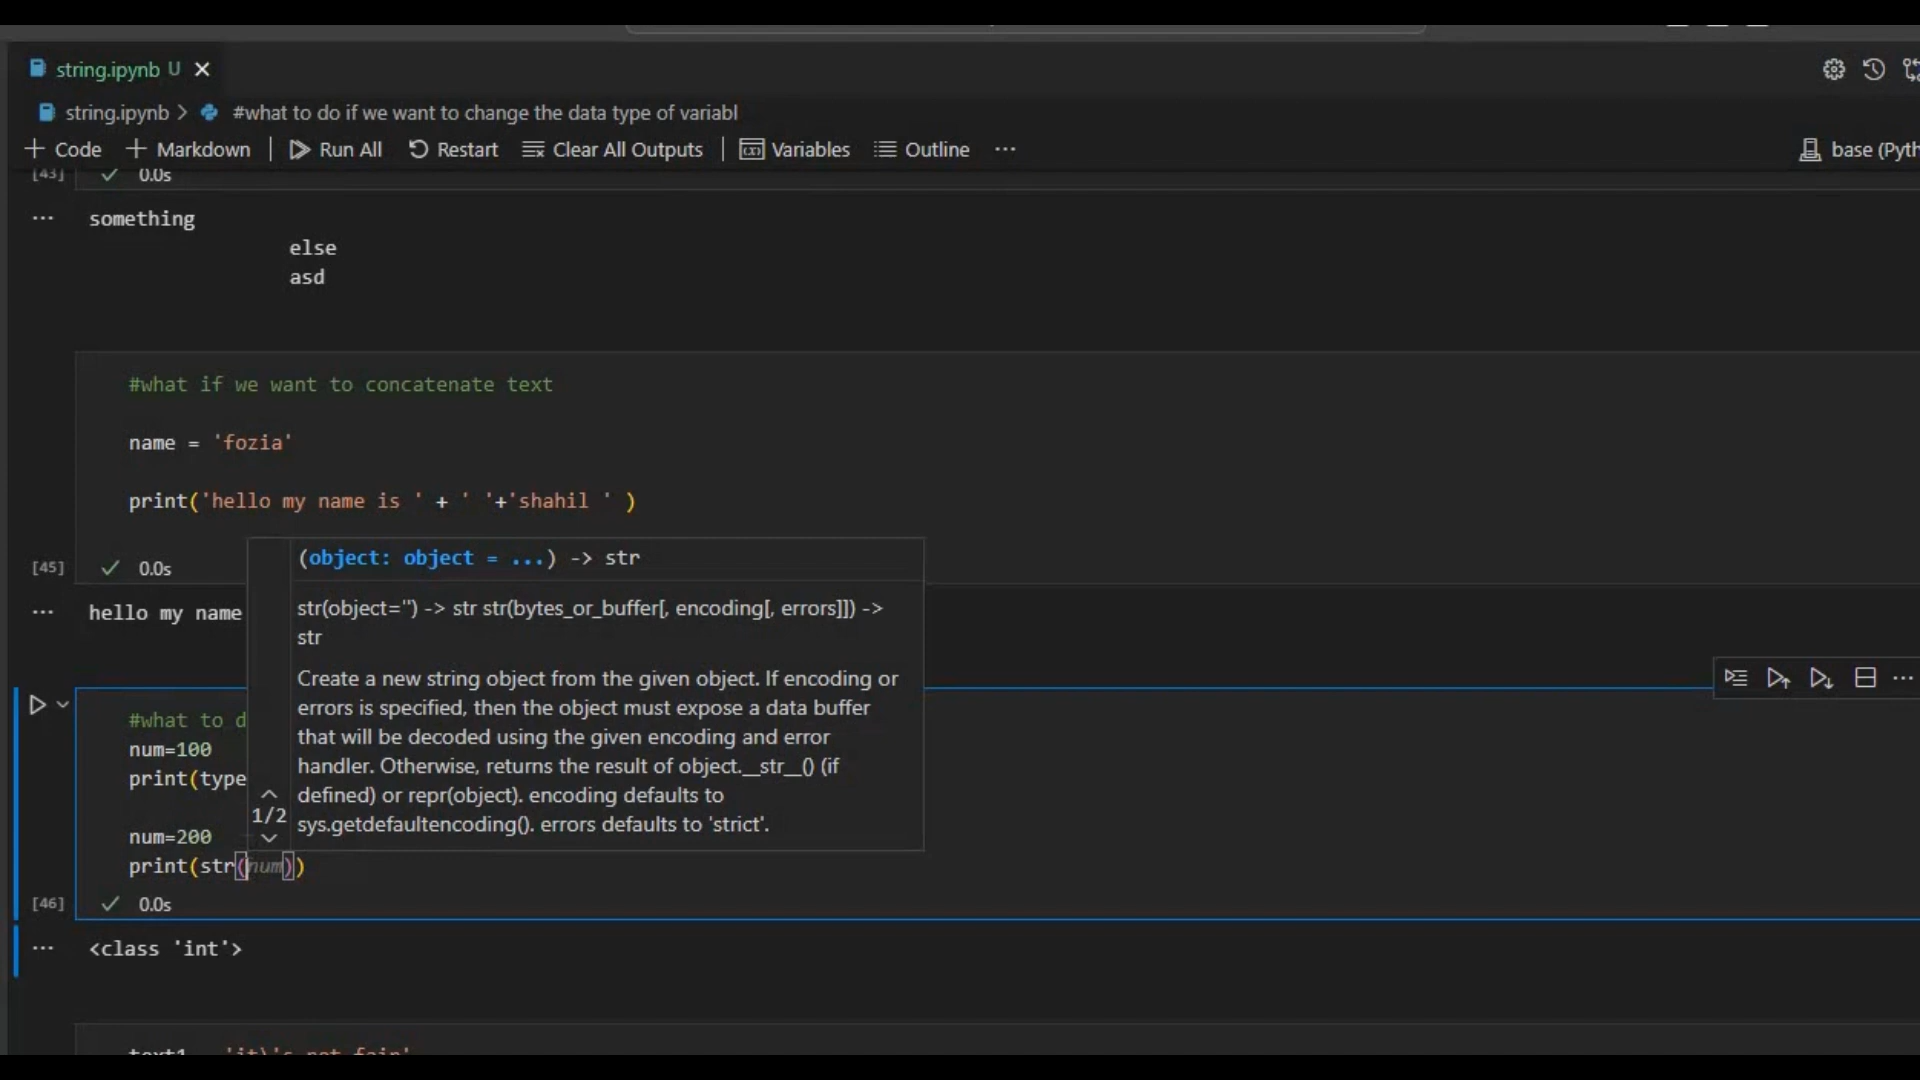 string.ipynb U
string.ipynb > #what to do if we want to change the data type of variabl
+ Code + Markdown | Run All Restart Clear All Outputs | Variables Outline ... base (Pyth
[43] 0.0s
... something
else
asd
#what if we want to concatenate text
name = 'fozia'
print('hello my name is ' + ' '+'shahil ' )
[45] 0.0s
... hello my name
(object: object = ...) -> str
str(object='') -> str str(bytes_or_buffer[, encoding[, errors]]) ->
str
Create a new string object from the given object. If encoding or
errors is specified, then the object must expose a data buffer
that will be decoded using the given encoding and error
handler. Otherwise, returns the result of object.__str__() (if
defined) or repr(object). encoding defaults to
sys.getdefaultencoding(). errors defaults to 'strict'.
1/2
#what to d
num=100
print(type
num=200
print(str(num))
[46] 0.0s
... <class 'int'>
text1 'it\'s not fair'